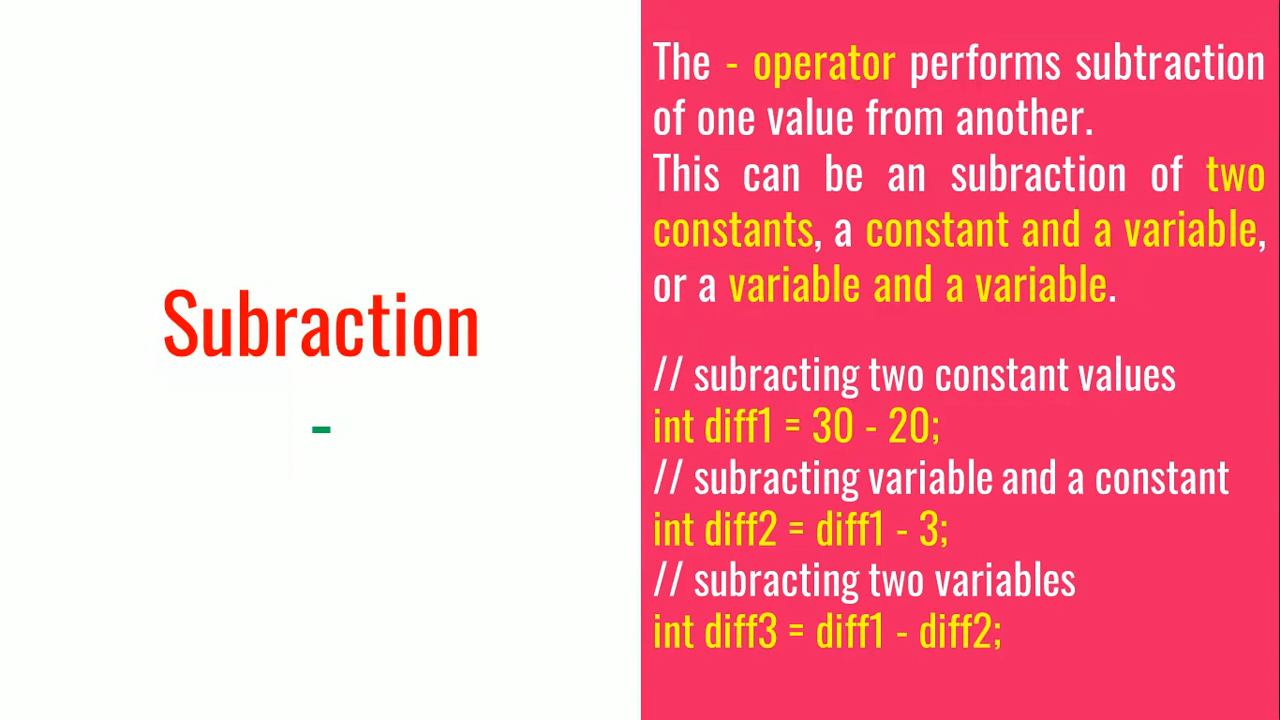 Subraction
-
The - operator performs subtraction
of one value from another.
This can be an subraction of two
constants, a constant and a variable,
or a variable and a variable.
// subracting two constant values
int diff1 = 30 - 20;
// subracting variable and a constant
int diff2 = diff1 - 3;
// subracting two variables
int diff3 = diff1 - diff2;